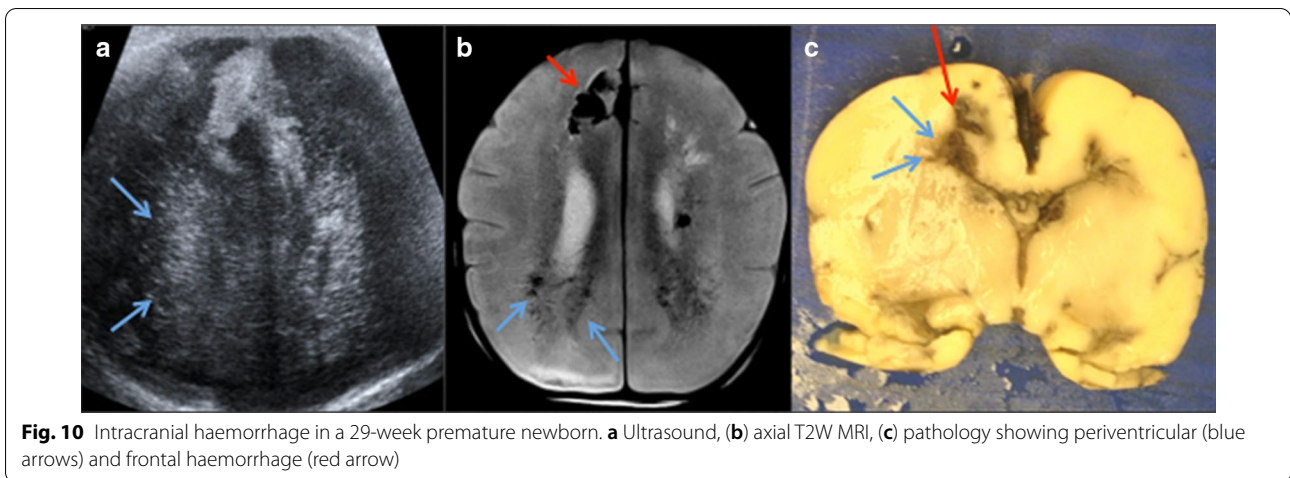 a
b
c
Fig. 10 Intracranial haemorrhage in a 29-week premature newborn. a Ultrasound, (b) axial T2W MRI, (c) pathology showing periventricular (blue
arrows) and frontal haemorrhage (red arrow)